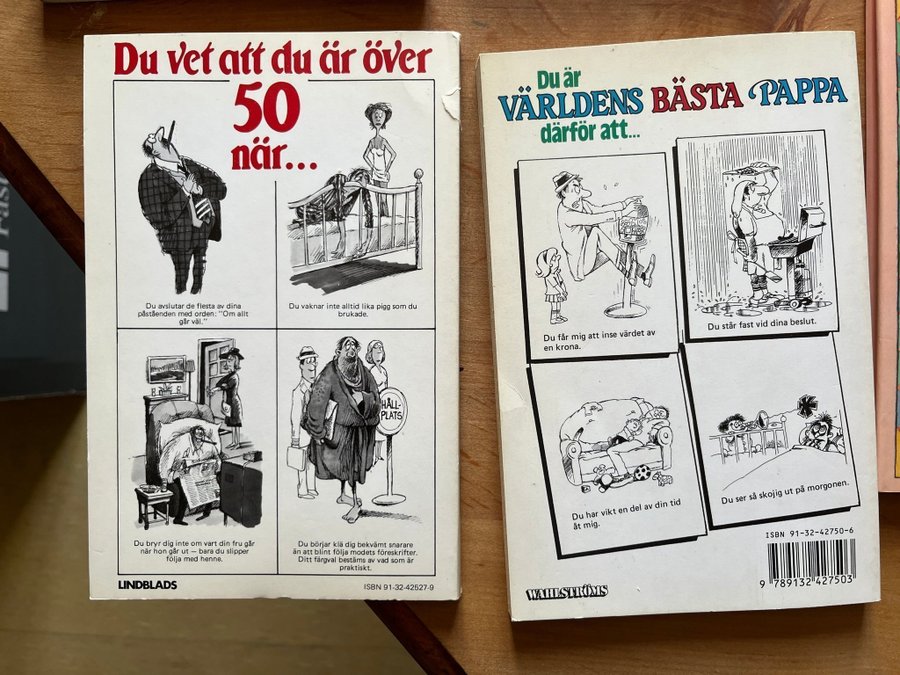 Du vet att du är över
50
när...
Du avslutar de flesta av dina
påståenden med orden: "Om allt
går väl."
Du vaknar inte alltid lika pigg som du
brukade.
Du bryr dig inte om vart din fru går
när hon går ut — bara du slipper
följa med henne.
HÅLL-
PLATS
Du börjar klä dig bekvämt snarare
än att blint följa modets föreskrifter.
Ditt färgval bestäms av vad som är
praktiskt.
LINDBLADS
ISBN 91-32-42527-9
Du är
VÄRLDENS BÄSTA PAPPA
därför att...
Du får mig att inse värdet av
en krona.
Du står fast vid dina beslut.
Du har vikt en del av din tid
åt mig.
Du ser så skojig ut på morgonen.
ISBN 91-32-42750-6
9 789132 427503
WAHLSTRÖMS